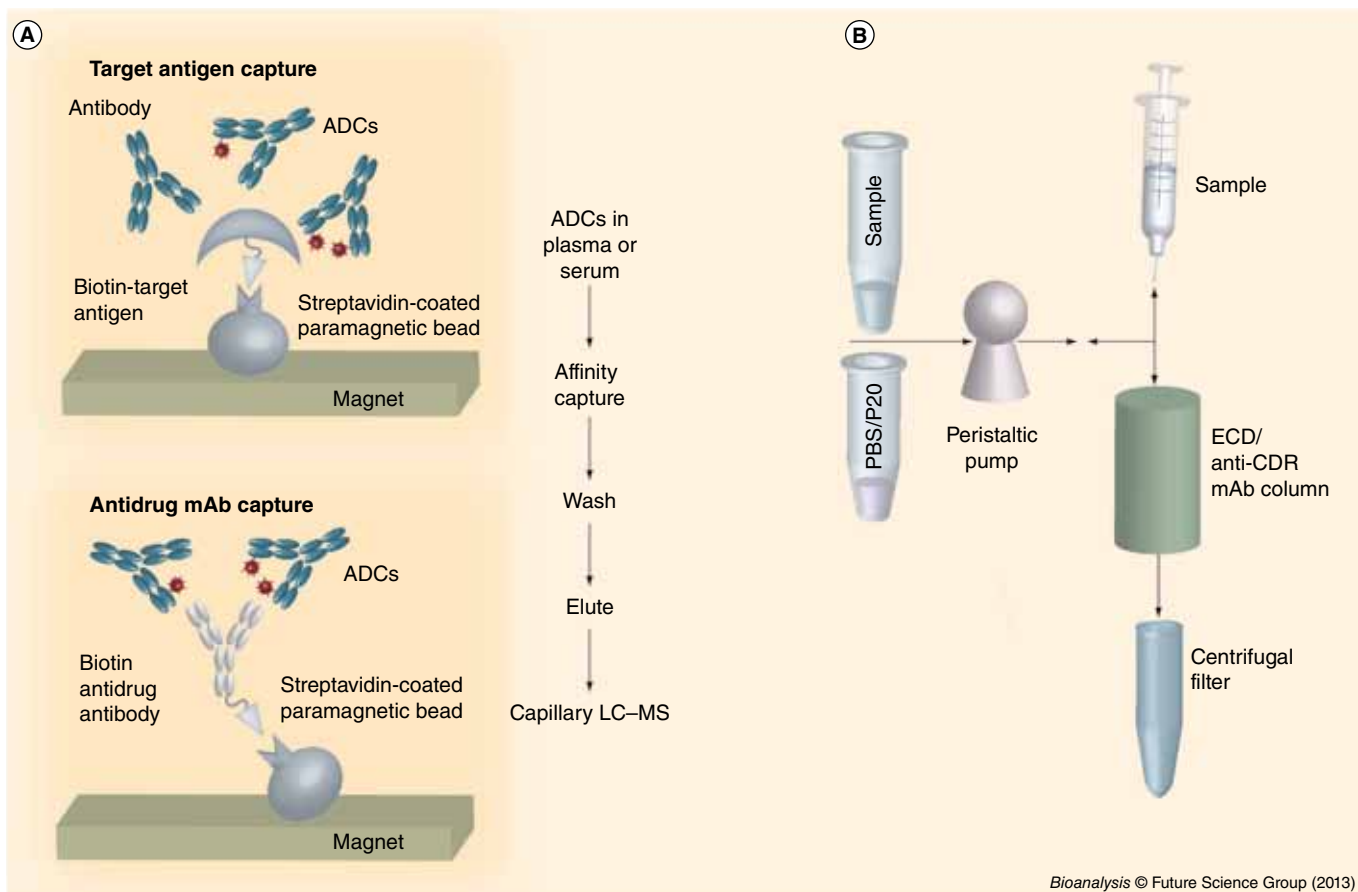 A
Target antigen capture
Antibody
ADCs
Biotin-target
antigen
Streptavidin-coated
paramagnetic bead
Magnet
Antidrug mAb capture
ADCs
Biotin
antidrug
antibody
Streptavidin-coated
paramagnetic bead
Magnet
ADCs in
plasma or
serum
Affinity
capture
Wash
Elute
Capillary LC–MS
B
Sample
PBS/P20
Peristaltic
pump
Sample
ECD/
anti-CDR
mAb column
Centrifugal
filter
Bioanalysis © Future Science Group (2013)